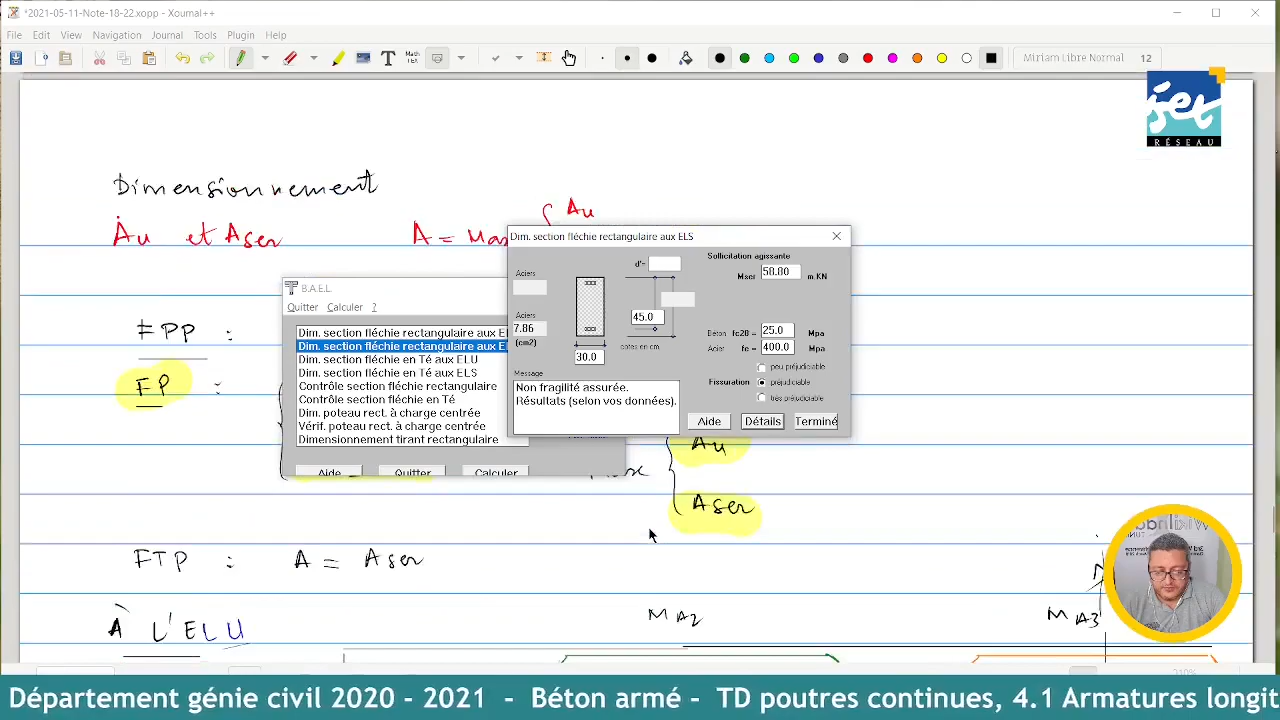 *2021-05-11-Note-18-22.xopp - Xournal++
File Edit View Navigation Journal Tools Plugin Help
Miriam Libre Normal 12
iset
RÉSEAU
Dimensionnement
Au et Aser
A = Max
Au
FPP :
FP :
Au
Aser
FTP : A = Aser
À L'ELU
MA2
MA3
B.A.E.L.
Quitter Calculer ?
Dim. section fléchie rectangulaire aux EL
Dim. section fléchie rectangulaire aux E
Dim. section fléchie en Té aux ELU
Dim. section fléchie en Té aux ELS
Contrôle section fléchie rectangulaire
Contrôle section fléchie en Té
Dim. poteau rect. à charge centrée
Vérif. poteau rect. à charge centrée
Dimensionnement tirant rectangulaire
Aide Quitter Calculer
Dim. section fléchie rectangulaire aux ELS
Aciers
d'=
Aciers
7.86
(cm2)
45.0
30.0
cotes en cm
Sollicitation agissante
Mser 58.80 m.KN
Béton fc28 = 25.0 Mpa
Acier fe = 400.0 Mpa
Fissuration
peu préjudiciable
préjudiciable
très préjudiciable
Message
Non fragilité assurée.
Résultats (selon vos données).
Aide Détails Terminé
Département génie civil 2020 - 2021 - Béton armé - TD poutres continues, 4.1 Armatures longit